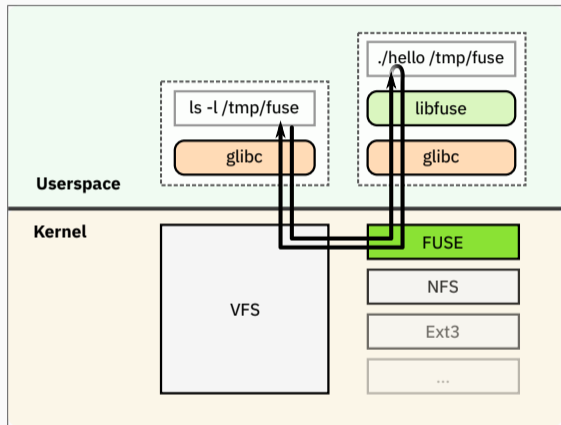 ./hello /tmp/fuse
ls -l /tmp/fuse
libfuse
glibc
glibc
Userspace
Kernel
FUSE
NFS
VFS
Ext3
...